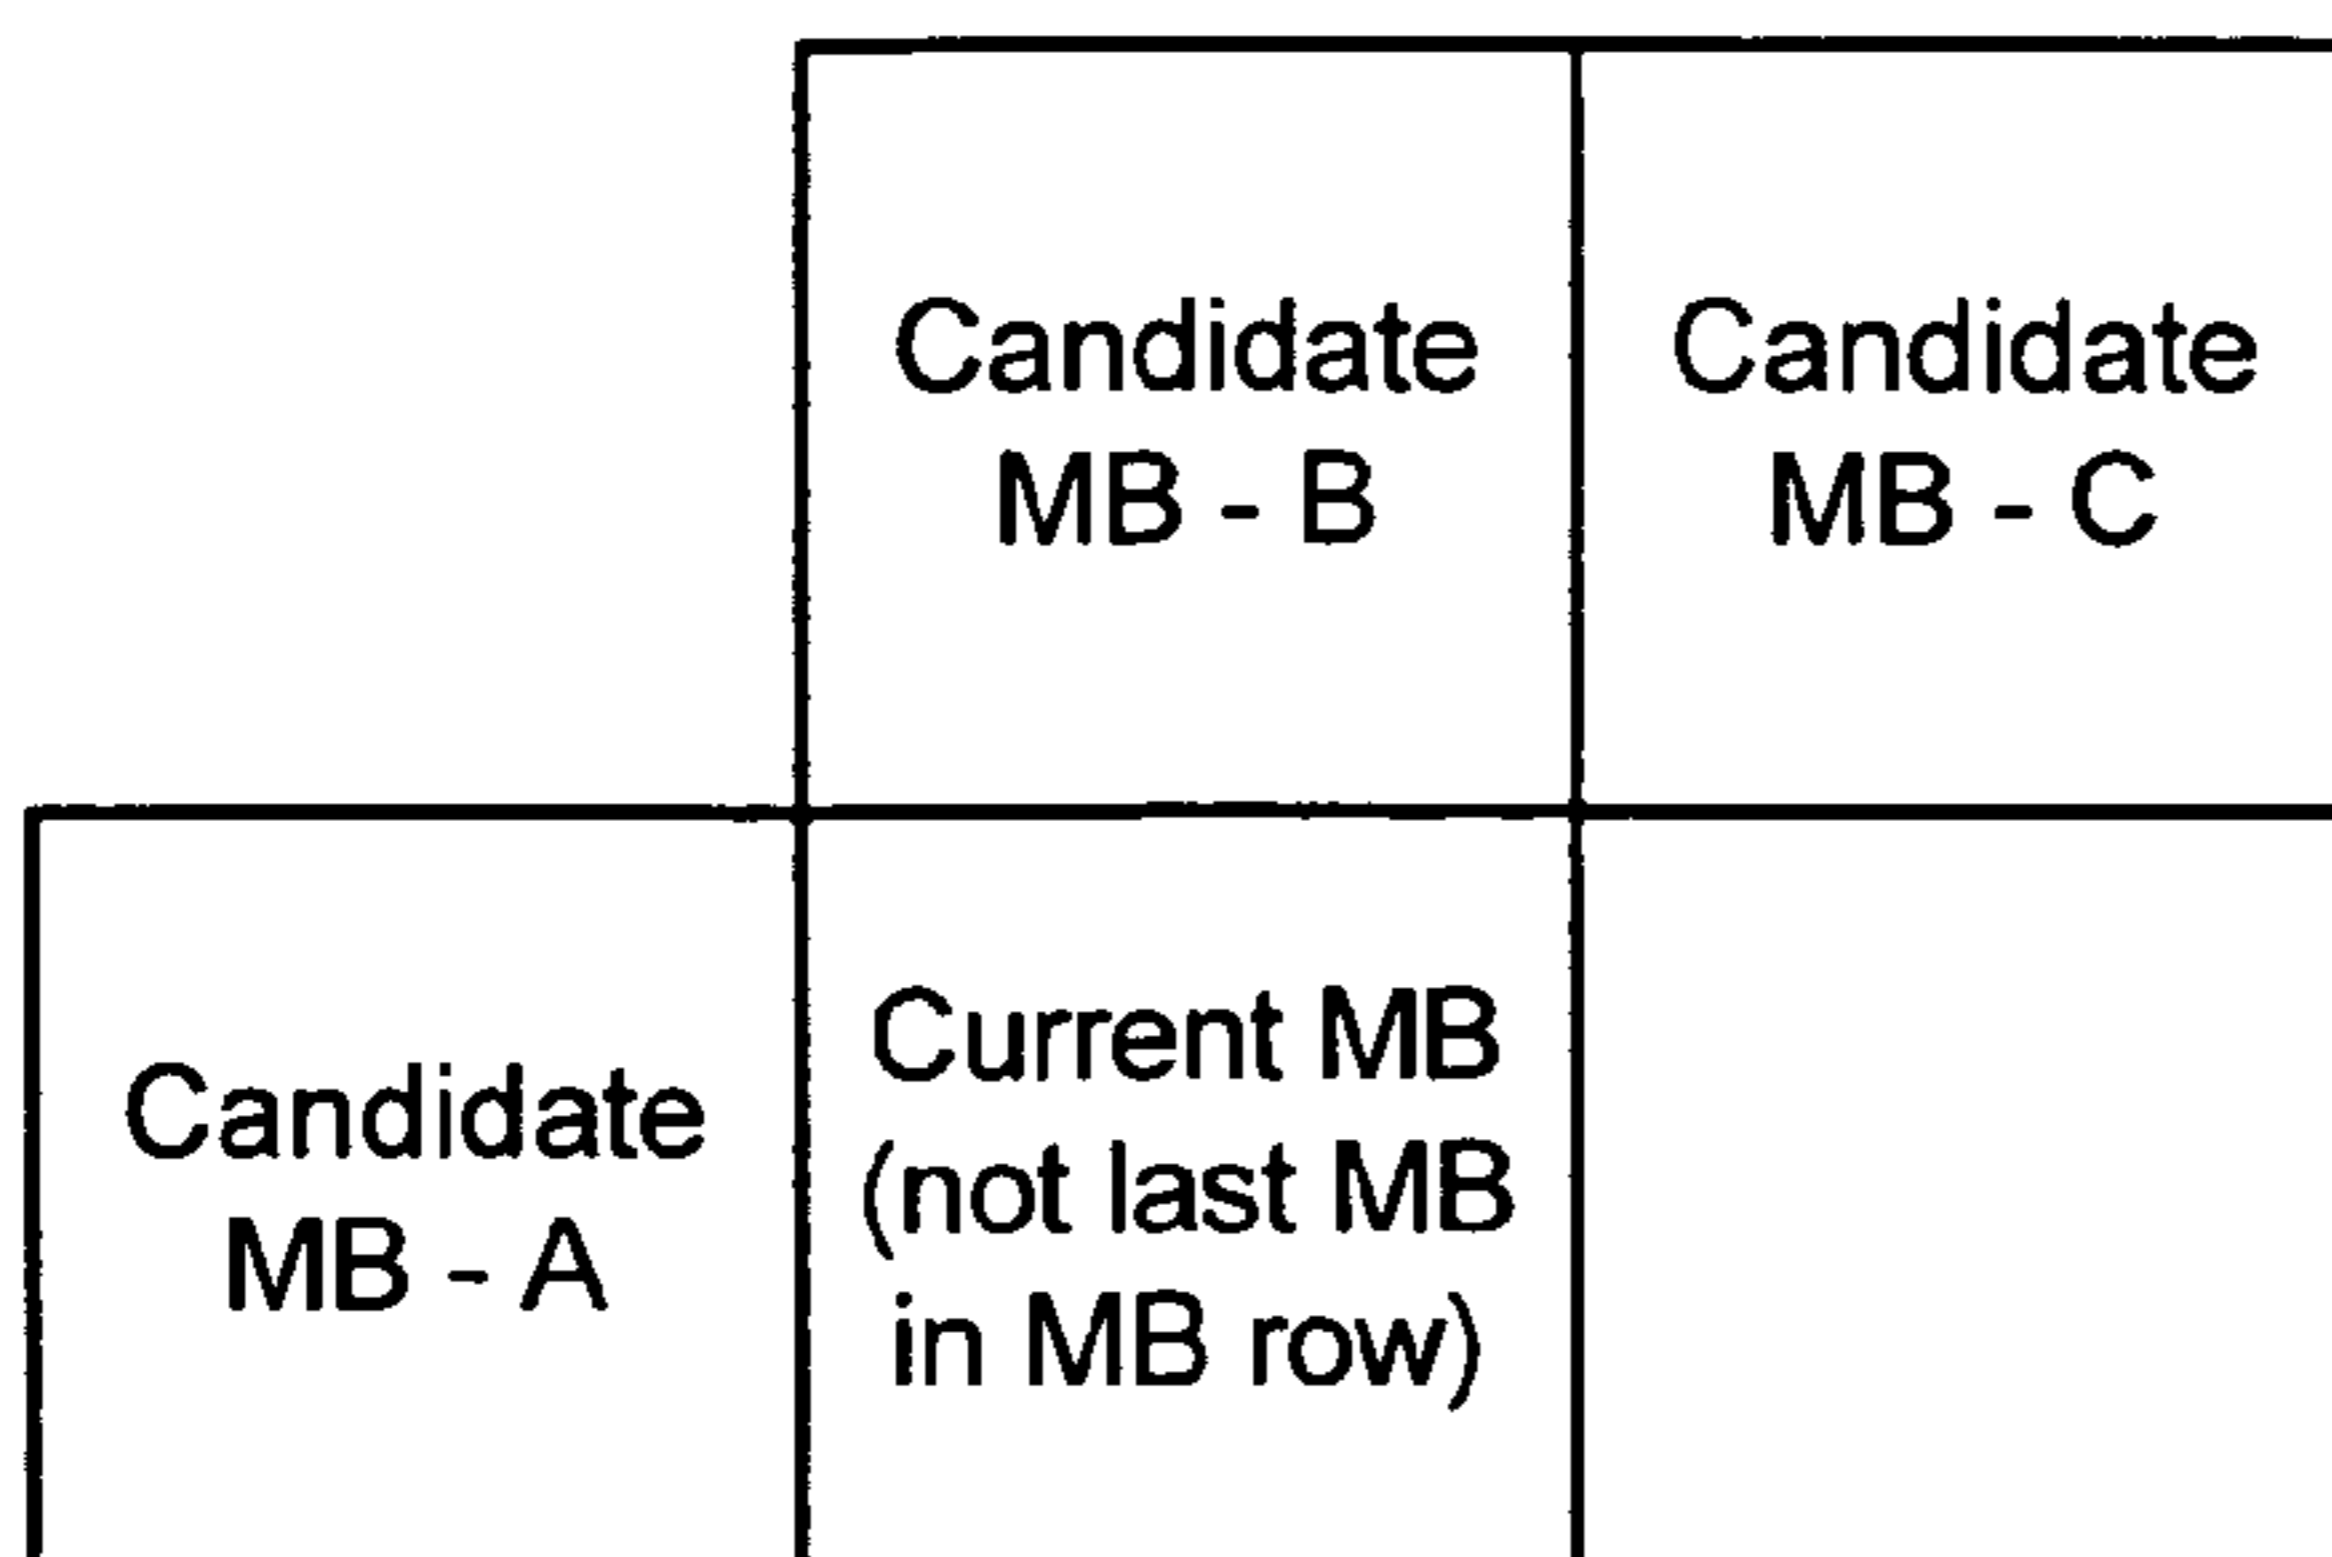 Candidate
MB - B
Candidate
MB - C
Candidate
MB - A
Current MB
(not last MB
in MB row)